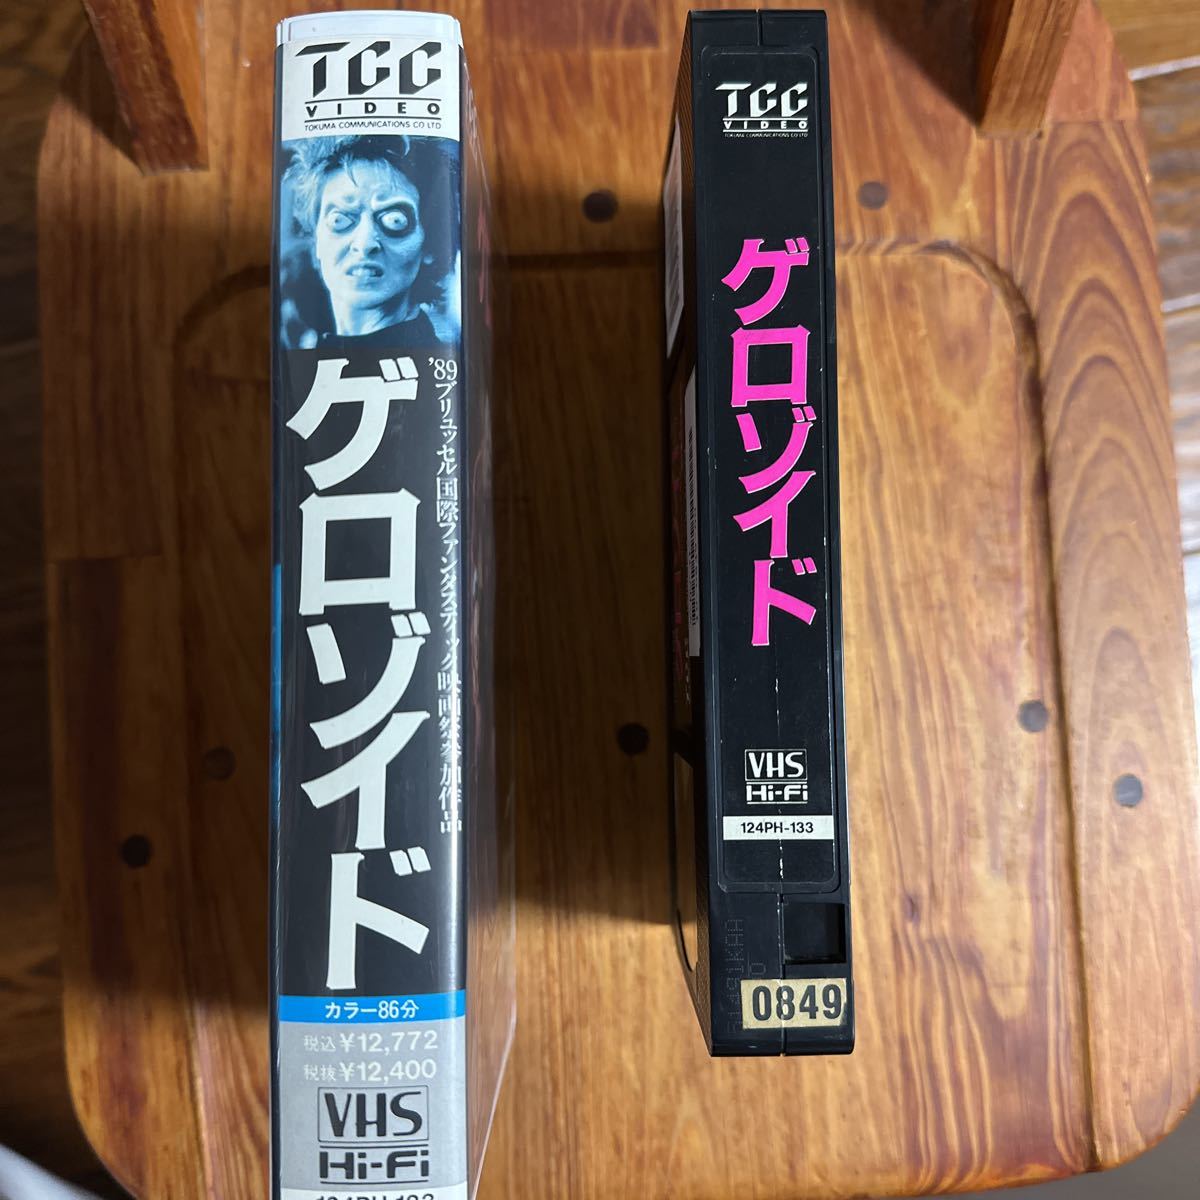 TCC
VIDEO
TOKUMA COMMUNICATIONS CO LTD
'89ブリュッセル国際ファンタスティック映画祭参加作品
ゲロゾイド
カラー86分
税込¥12,772
税抜¥12,400
VHS
Hi-Fi
TCC
VIDEO
TOKUMA COMMUNICATIONS CO LTD
ゲロゾイド
VHS
Hi-Fi
124PH-133
0849